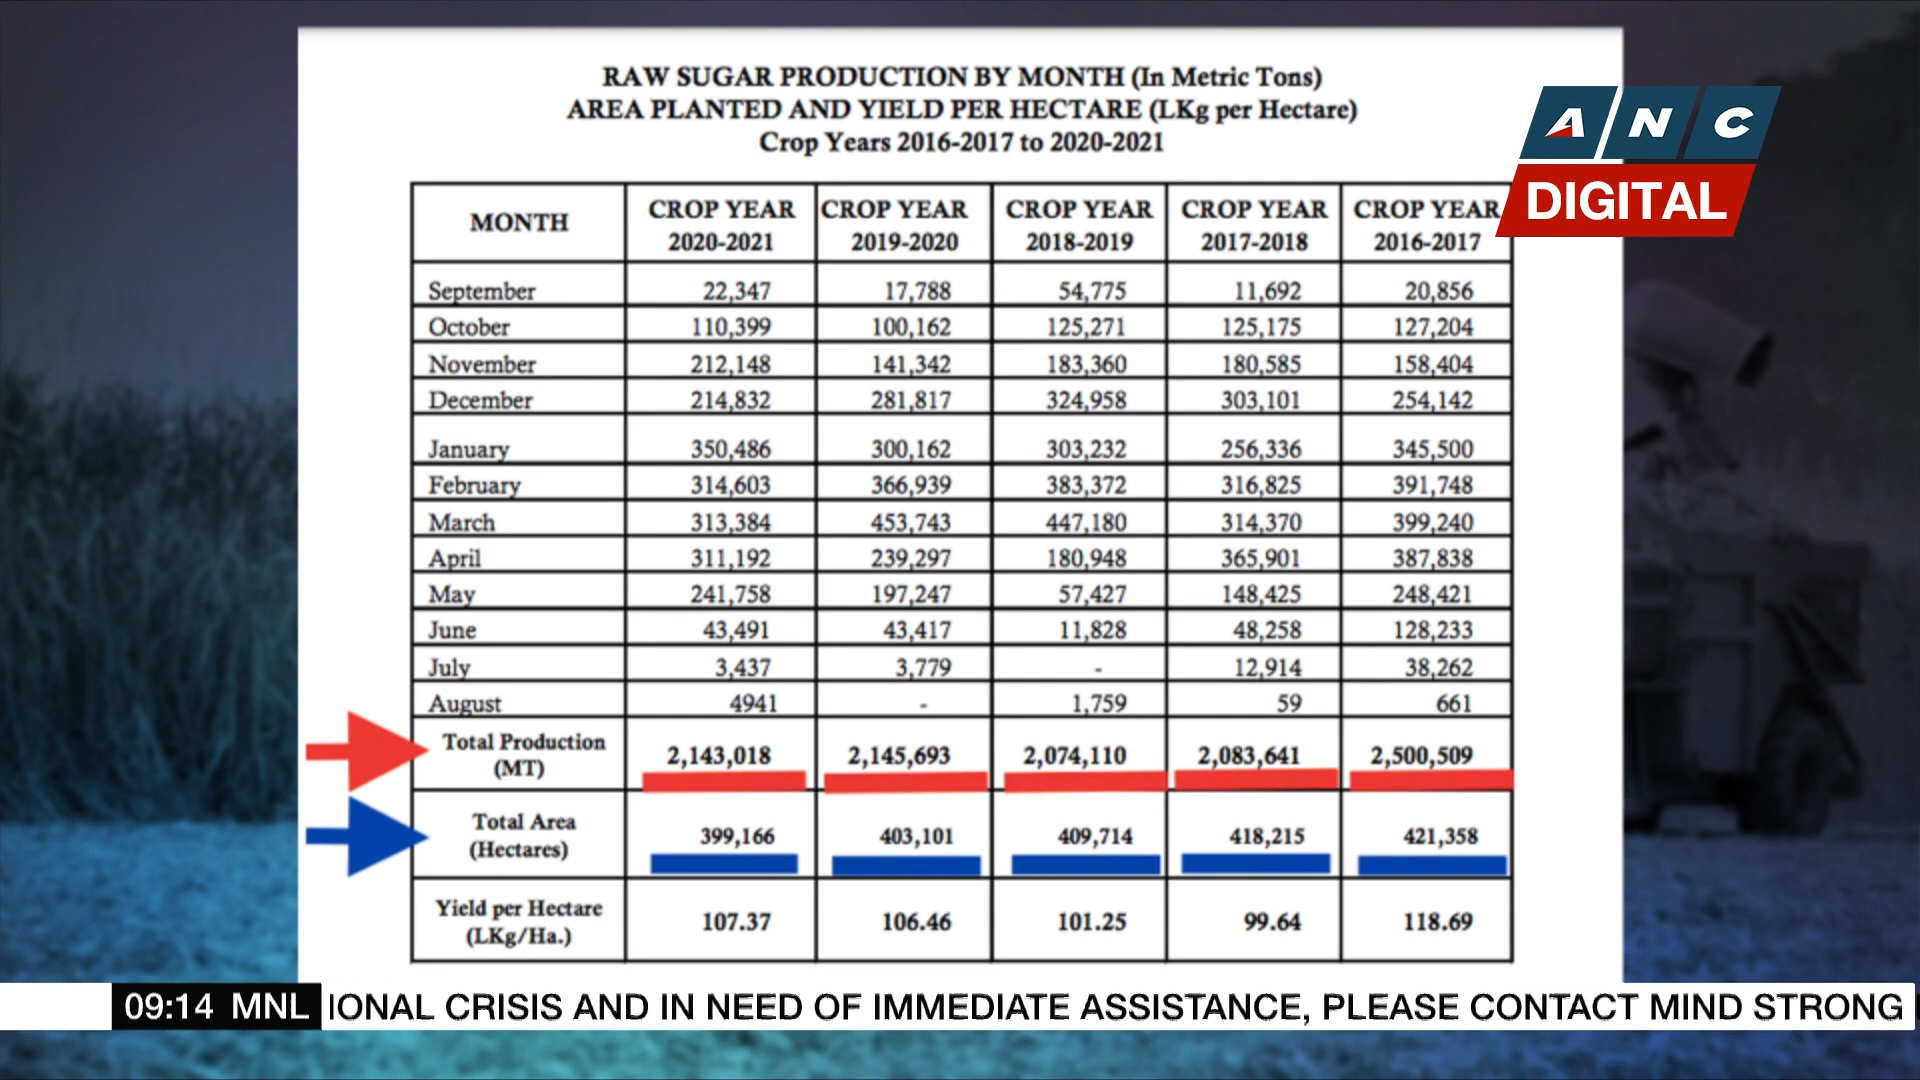 RAW SUGAR PRODUCTION BY MONTH (In Metric Tons)
AREA PLANTED AND YIELD PER HECTARE (LKg per Hectare)
Crop Years 2016-2017 to 2020-2021
ANC
DIGITAL
MONTH CROP YEAR 2020-2021 CROP YEAR 2019-2020 CROP YEAR 2018-2019 CROP YEAR 2017-2018 CROP YEAR 2016-2017
September 22,347 17,788 54,775 11,692 20,856
October 110,399 100,162 125,271 125,175 127,204
November 212,148 141,342 183,360 180,585 158,404
December 214,832 281,817 324,958 303,101 254,142
January 350,486 300,162 303,232 256,336 345,500
February 314,603 366,939 383,372 316,825 391,748
March 313,384 453,743 447,180 314,370 399,240
April 311,192 239,297 180,948 365,901 387,838
May 241,758 197,247 57,427 148,425 248,421
June 43,491 43,417 11,828 48,258 128,233
July 3,437 3,779 - 12,914 38,262
August 4941 - 1,759 59 661
Total Production (MT) 2,143,018 2,145,693 2,074,110 2,083,641 2,500,509
Total Area (Hectares) 399,166 403,101 409,714 418,215 421,358
Yield per Hectare (LKg/Ha.) 107.37 106.46 101.25 99.64 118.69
09:14 MNL IONAL CRISIS AND IN NEED OF IMMEDIATE ASSISTANCE, PLEASE CONTACT MIND STRONG